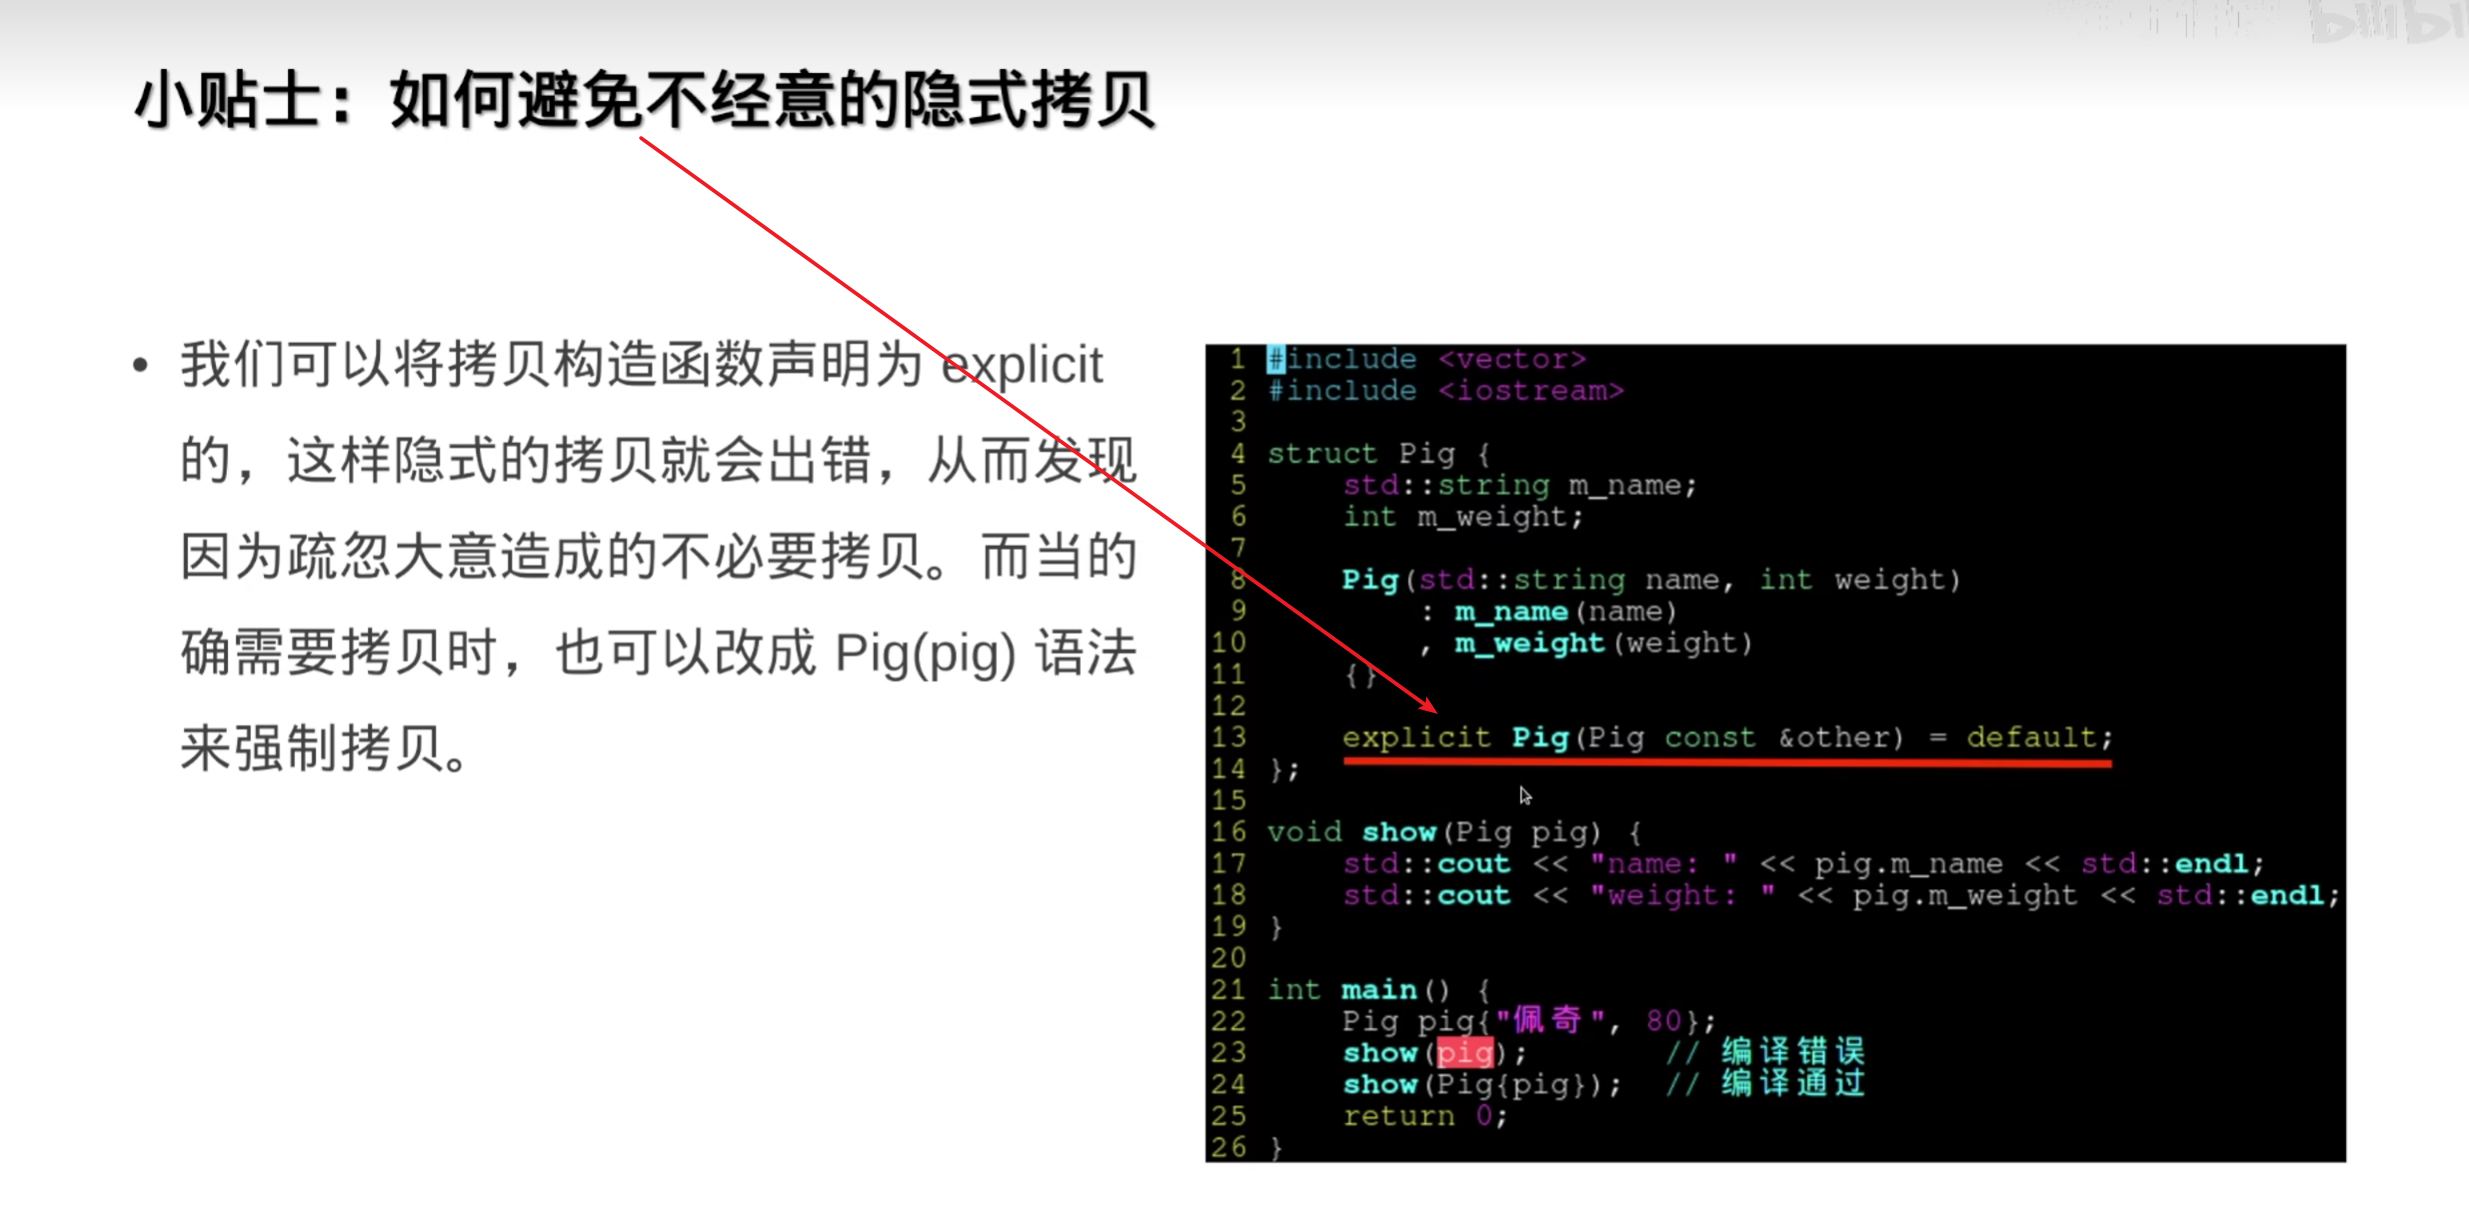 小贴士：如何避免不经意的隐式拷贝
• 我们可以将拷贝构造函数声明为 explicit
的，这样隐式的拷贝就会出错，从而发现
因为疏忽大意造成的不必要拷贝。而当的
确需要拷贝时，也可以改成 Pig(pig) 语法
来强制拷贝。
1 #include <vector>
2 #include <iostream>
3
4 struct Pig {
5     std::string m_name;
6     int m_weight;
7
8     Pig(std::string name, int weight)
9         : m_name(name)
10         , m_weight(weight)
11     {}
12
13     explicit Pig(Pig const &other) = default;
14 };
15
16 void show(Pig pig) {
17     std::cout << "name: " << pig.m_name << std::endl;
18     std::cout << "weight: " << pig.m_weight << std::endl;
19 }
20
21 int main() {
22     Pig pig{"佩奇", 80};
23     show(pig);       // 编译错误
24     show(Pig{pig});  // 编译通过
25     return 0;
26 }